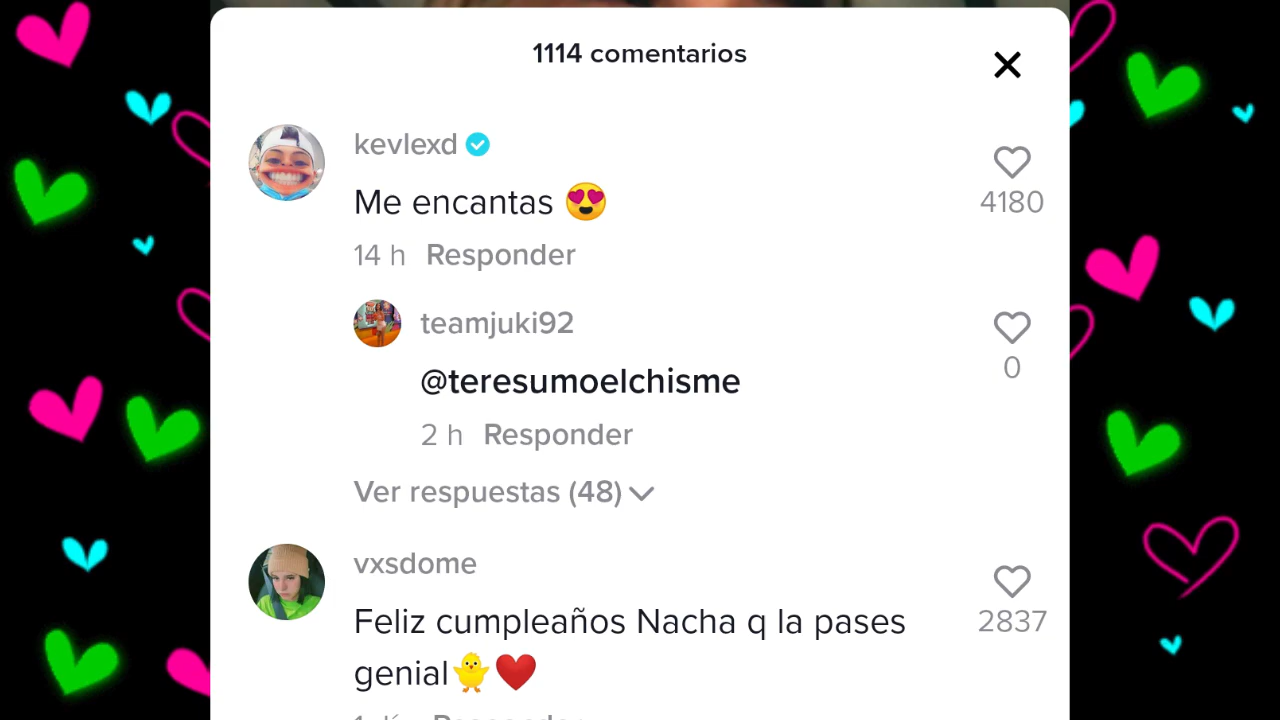 1114 comentarios
kevlexd
Me encantas 😍
4180
14 h Responder
teamjuki92
@teresumoelchisme
0
2 h Responder
Ver respuestas (48)
vxsdome
Feliz cumpleaños Nacha q la pases
2837
genial🐥❤️